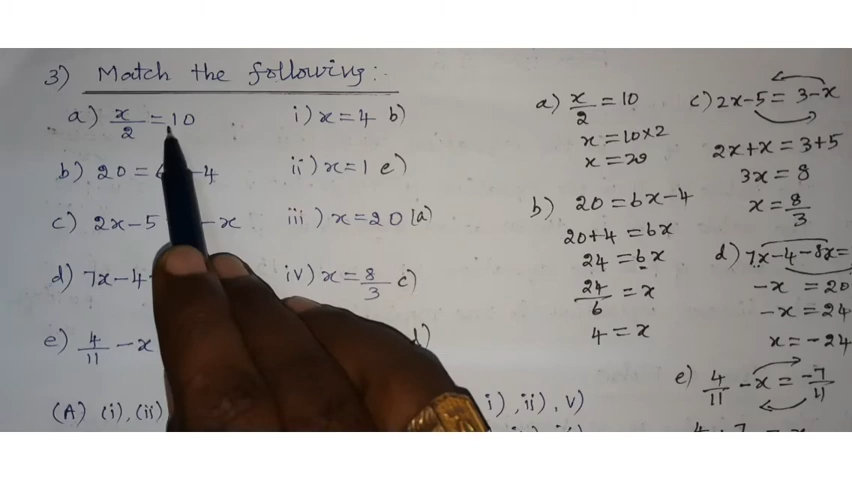 3) Match the following:-
a) x/2 = 10 i) x = 4 b)
b) 20 = 6 - 4 ii) x = 1 e)
c) 2x - 5 - x iii) x = 20 (a)
d) 7x - 4 iv) x = 8/3 c)
e) 4/11 - x d)
(A) (i), (ii) i), ii), v)
a) x/2 = 10
x = 10×2
x = 20
b) 20 = 6x - 4
20 + 4 = 6x
24 = 6x
24/6 = x
4 = x
c) 2x - 5 = 3 - x
2x + x = 3 + 5
3x = 8
x = 8/3
d) 7x - 4 - 8x =
-x = 20
-x = 24
x = -24
e) 4/11 - x = -7/11